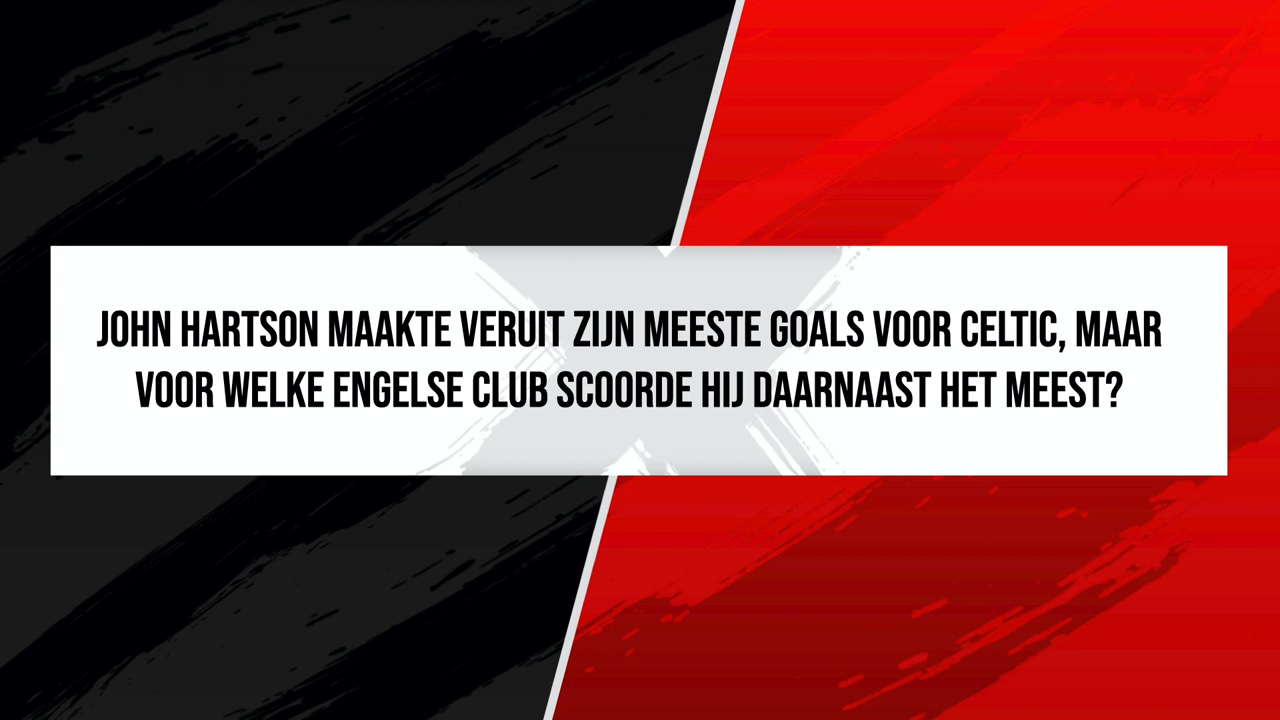 JOHN HARTSON MAAKTE VERUIT ZIJN MEESTE GOALS VOOR CELTIC, MAAR
VOOR WELKE ENGELSE CLUB SCOORDE HIJ DAARNAAST HET MEEST?